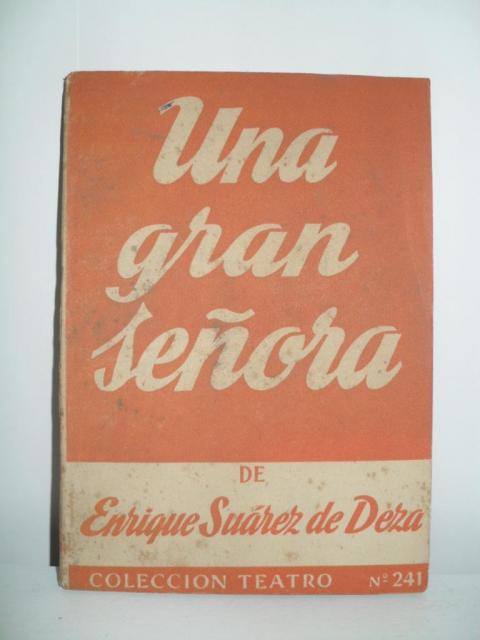 Una
gran
señora
DE
Enrique Suárez de Deza
COLECCION TEATRO Nº 241